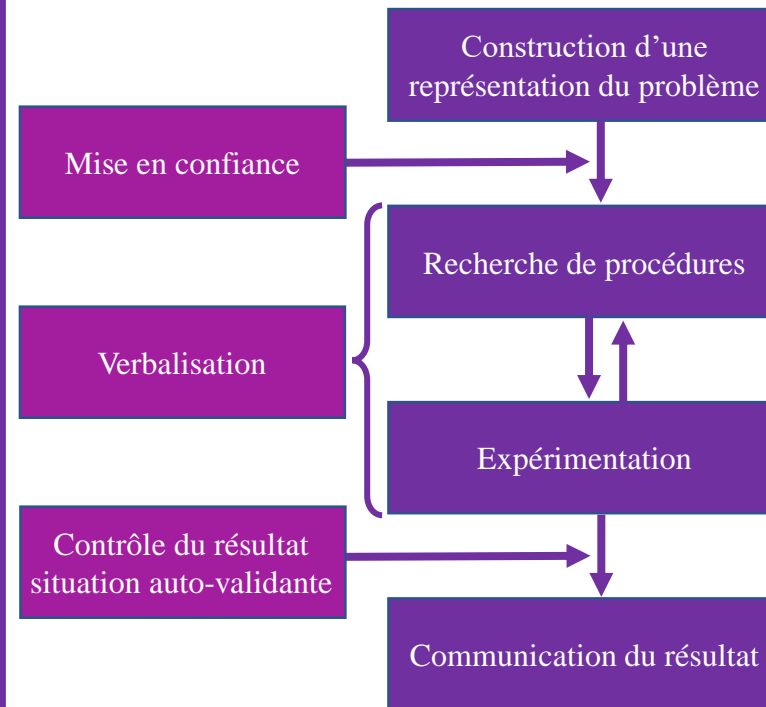 Construction d’une
représentation du problème
Mise en confiance
Recherche de procédures
Verbalisation
Expérimentation
Contrôle du résultat
situation auto-validante
Communication du résultat